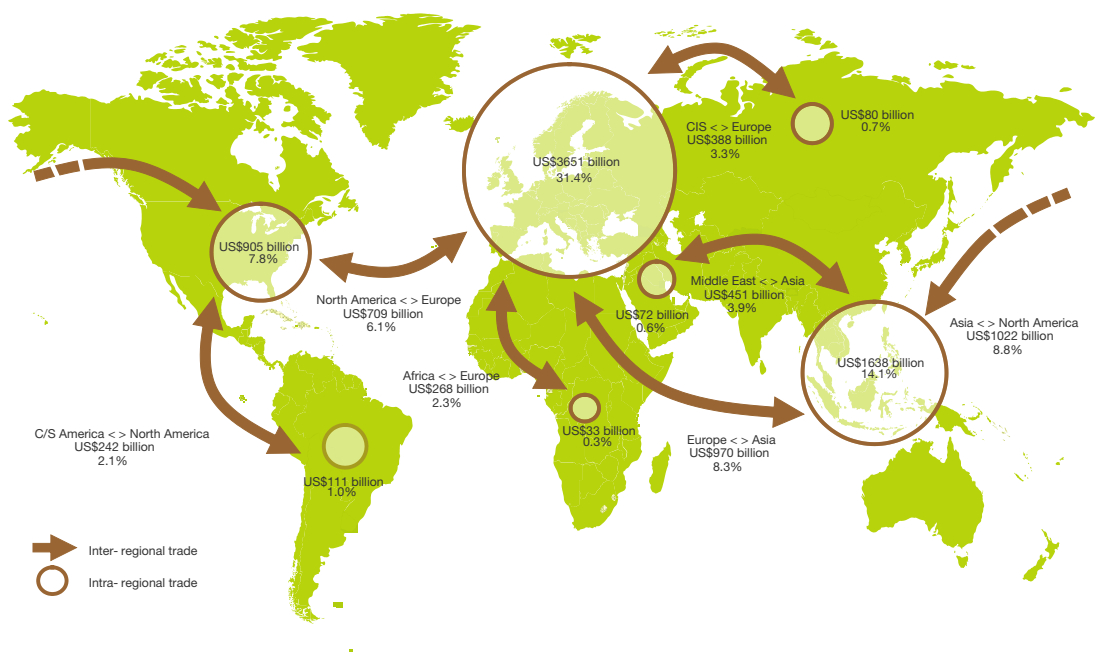 US$80 billion
0.7%
CIS < > Europe
US$388 billion
3.3%
US$3651 billion
31.4%
US$905 billion
7.8%
North America < > Europe
US$709 billion
6.1%
Middle East < > Asia
US$451 billion
3.9%
US$72 billion
0.6%
Asia < > North America
US$1022 billion
8.8%
US$1638 billion
14.1%
Africa < > Europe
US$268 billion
2.3%
US$33 billion
0.3%
Europe < > Asia
US$970 billion
8.3%
C/S America < > North America
US$242 billion
2.1%
US$111 billion
1.0%
Inter- regional trade
Intra- regional trade